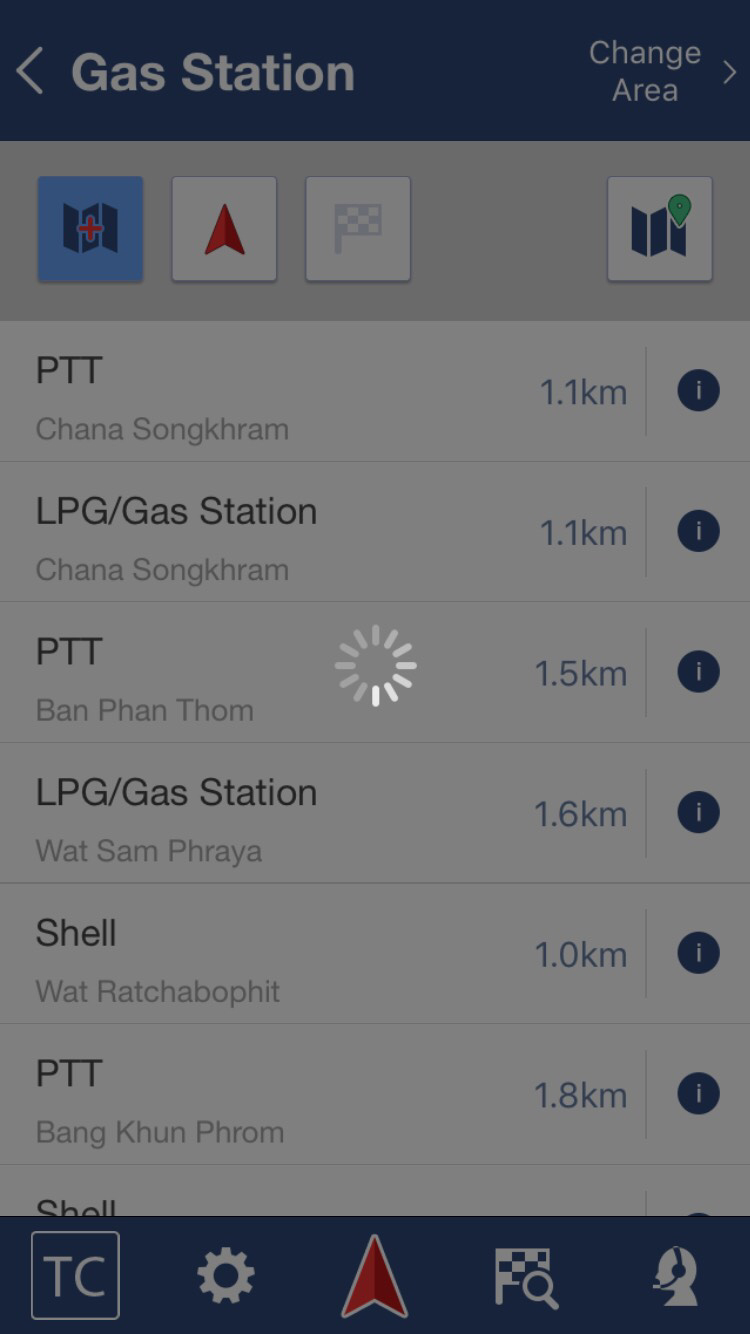 Gas Station
Change
Area
PTT
1.1km
i
Chana Songkhram
LPG/Gas Station
1.1km
i
Chana Songkhram
PTT
1.5km
i
Ban Phan Thom
LPG/Gas Station
1.6km
i
Wat Sam Phraya
Shell
1.0km
i
Wat Ratchabophit
PTT
1.8km
i
Bang Khun Phrom
Shell
TC